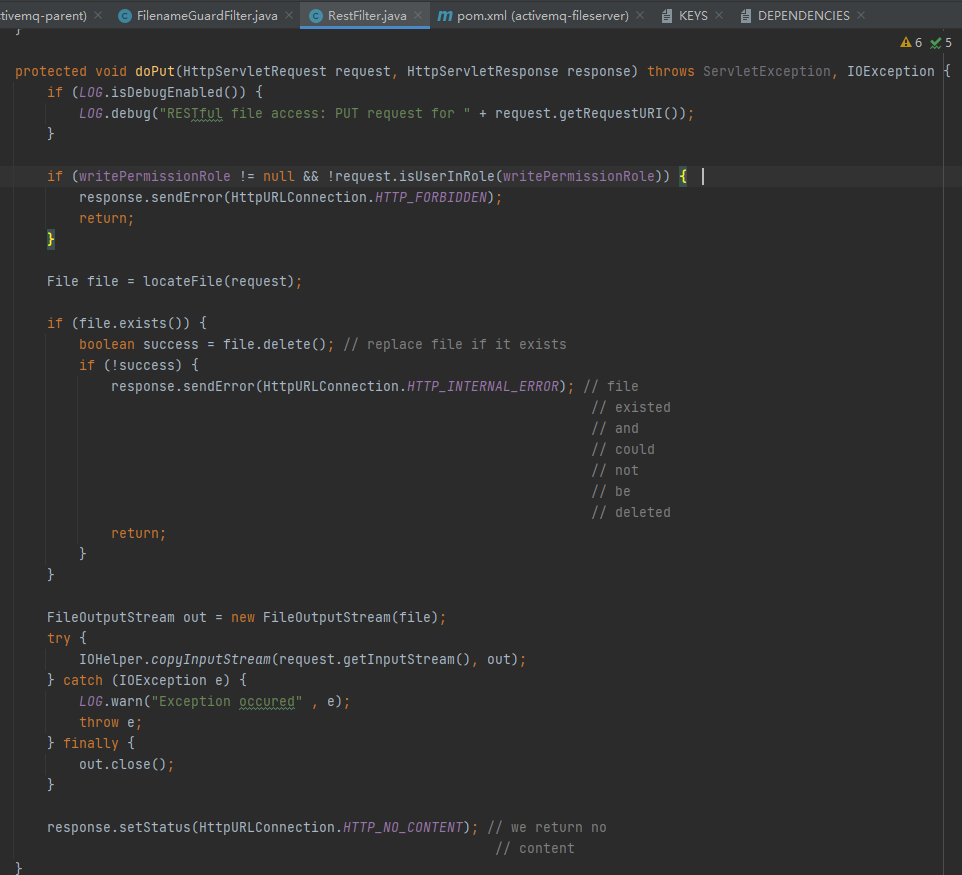 ctivemq-parent) × FilenameGuardFilter.java × RestFilter.java × pom.xml (activemq-fileserver) × KEYS × DEPENDENCIES ×
}
6 5
protected void doPut(HttpServletRequest request, HttpServletResponse response) throws ServletException, IOException {
if (LOG.isDebugEnabled()) {
LOG.debug("RESTful file access: PUT request for " + request.getRequestURI());
}
if (writePermissionRole != null && !request.isUserInRole(writePermissionRole)) {
response.sendError(HttpURLConnection.HTTP_FORBIDDEN);
return;
}
File file = locateFile(request);
if (file.exists()) {
boolean success = file.delete(); // replace file if it exists
if (!success) {
response.sendError(HttpURLConnection.HTTP_INTERNAL_ERROR); // file
// existed
// and
// could
// not
// be
// deleted
return;
}
}
FileOutputStream out = new FileOutputStream(file);
try {
IOHelper.copyInputStream(request.getInputStream(), out);
} catch (IOException e) {
LOG.warn("Exception occured" , e);
throw e;
} finally {
out.close();
}
response.setStatus(HttpURLConnection.HTTP_NO_CONTENT); // we return no
// content
}